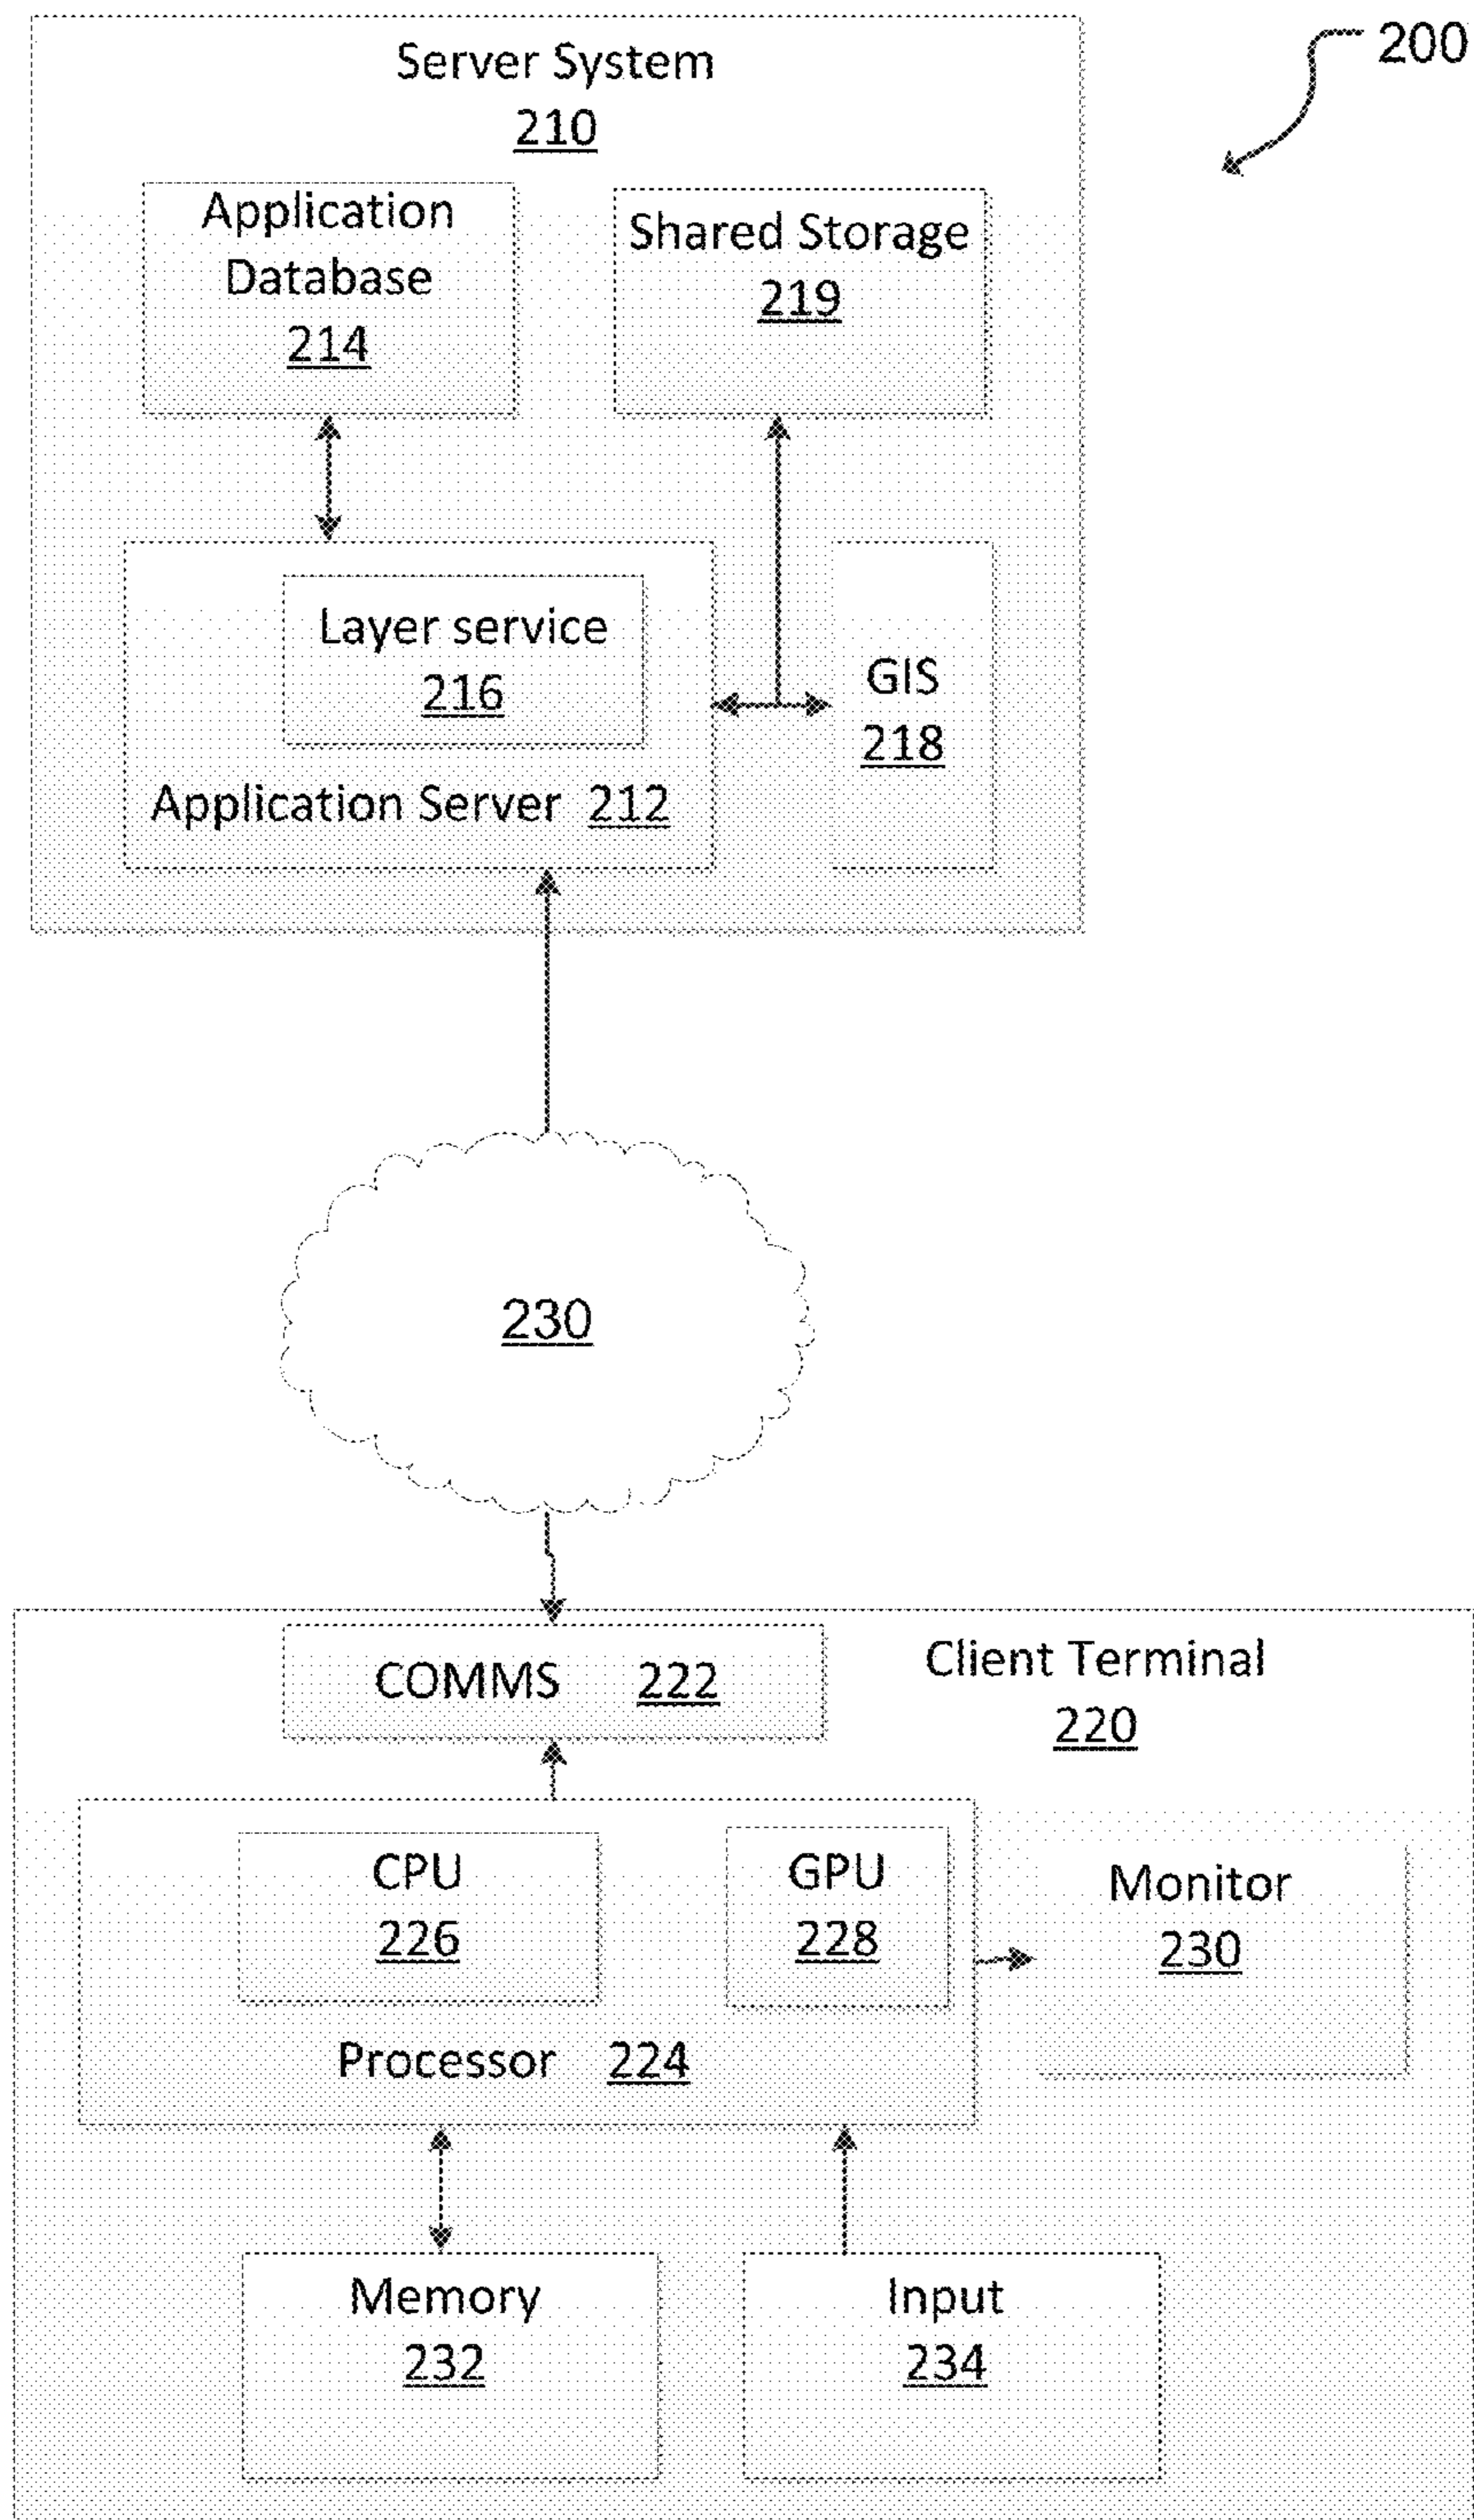 200
Server System
210
Application
Database
214
Shared Storage
219
Layer service
216
Application Server 212
GIS
218
230
COMMS 222
Client Terminal
220
CPU
226
GPU
228
Monitor
230
Processor 224
Memory
232
Input
234